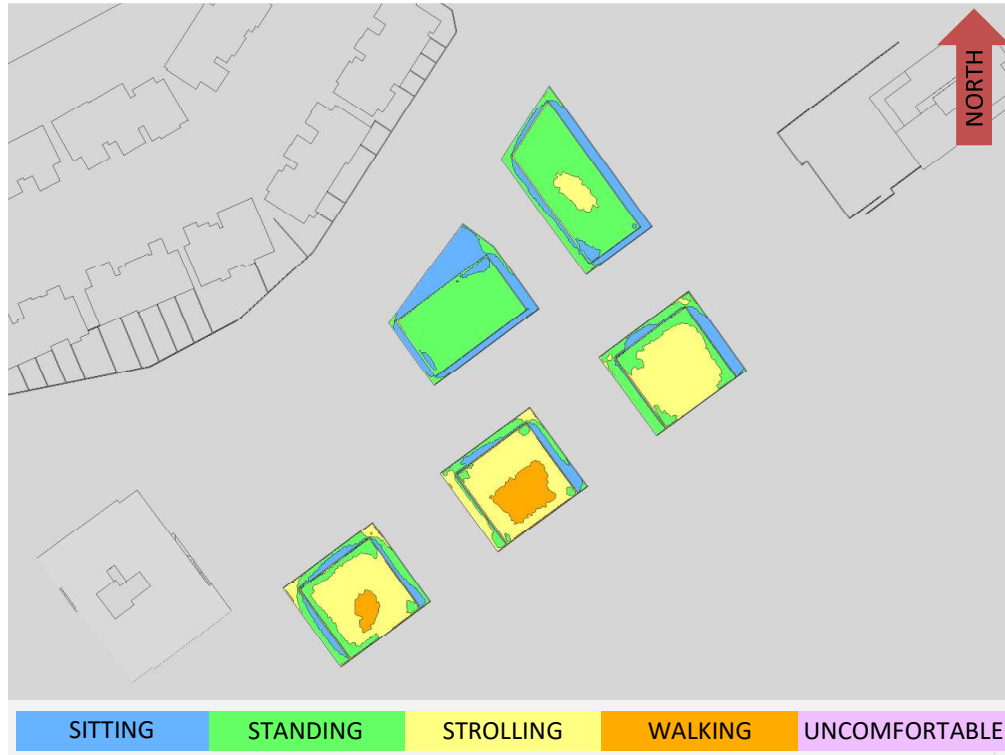 NORTH
SITTING
STANDING
STROLLING
WALKING
UNCOMFORTABLE